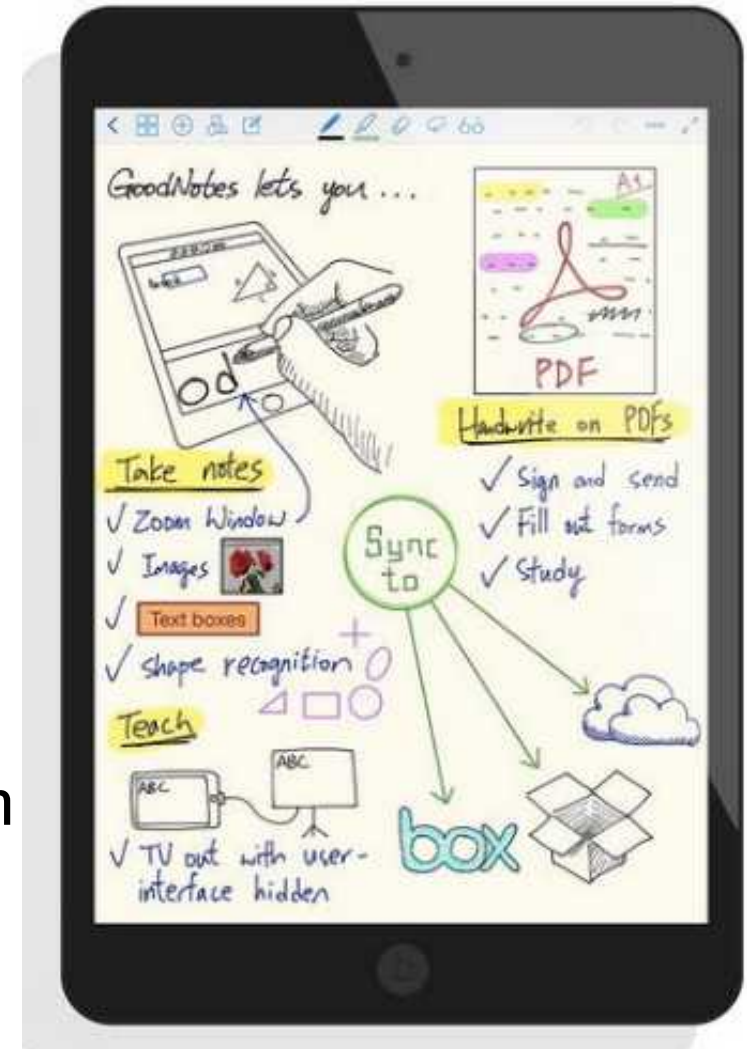 GoodNotes lets you...
A+
PDF
Handwrite on PDFs
✓ Sign and send
✓ Fill out forms
✓ Study
Take notes
✓ Zoom Window
✓ Images
✓ Text boxes
✓ shape recognition
Sync
to
Teach
ABC
ABC
✓ TV out with user-
interface hidden
box
n